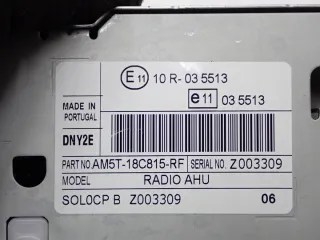 E11 10 R- 03 5513
e11 03 5513
MADE IN
PORTUGAL
DNY2E
PART NO. AM5T-18C815-RF SERIAL NO. Z003309
MODEL RADIO AHU
SOL0CP B Z003309 06